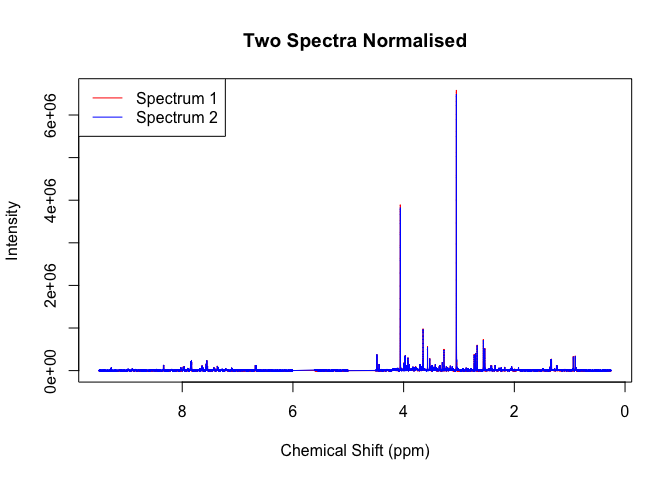 Two Spectra Normalised
Spectrum 1
Spectrum 2
6e+06
4e+06
2e+06
0e+00
Intensity
8 6 4 2 0
Chemical Shift (ppm)